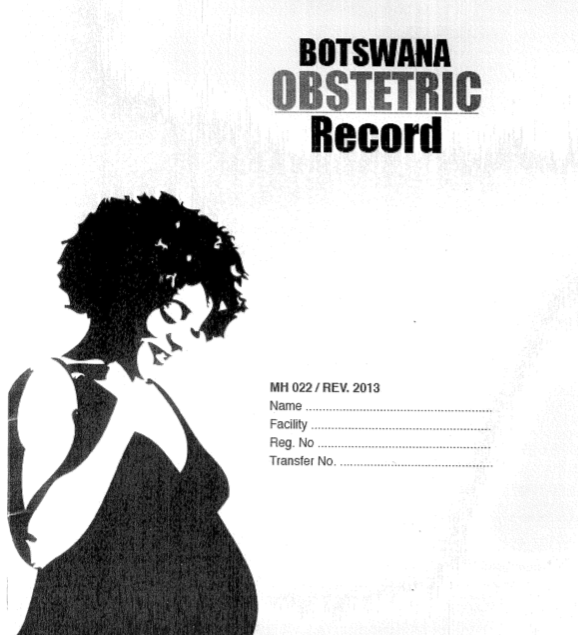 BOTSWANA
OBSTETRIC
Record
MH 022 / REV. 2013
Name ..............................................................
Facility ............................................................
Reg. No ..........................................................
Transfer No. ...................................................